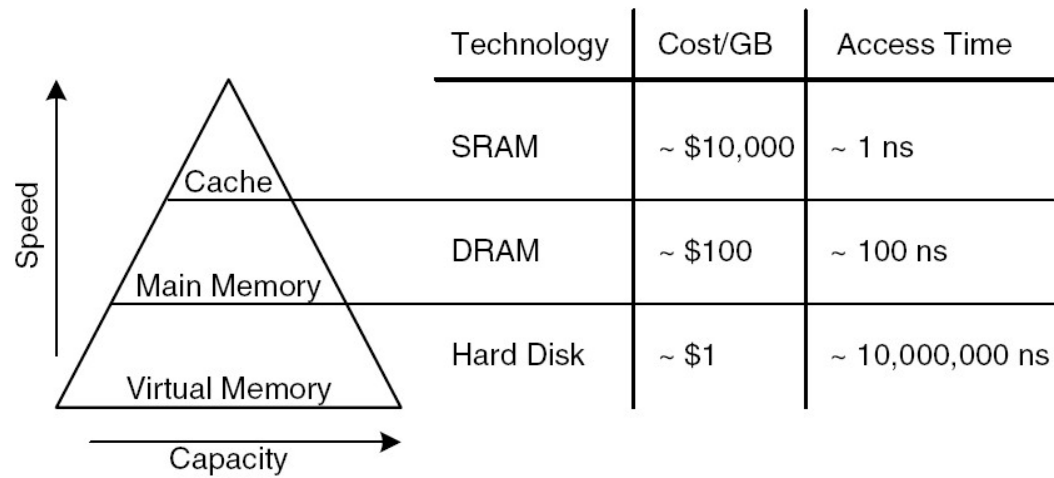 Technology Cost/GB Access Time
Cache SRAM ~ $10,000 ~ 1 ns
Speed
Main Memory DRAM ~ $100 ~ 100 ns
Virtual Memory Hard Disk ~ $1 ~ 10,000,000 ns
Capacity